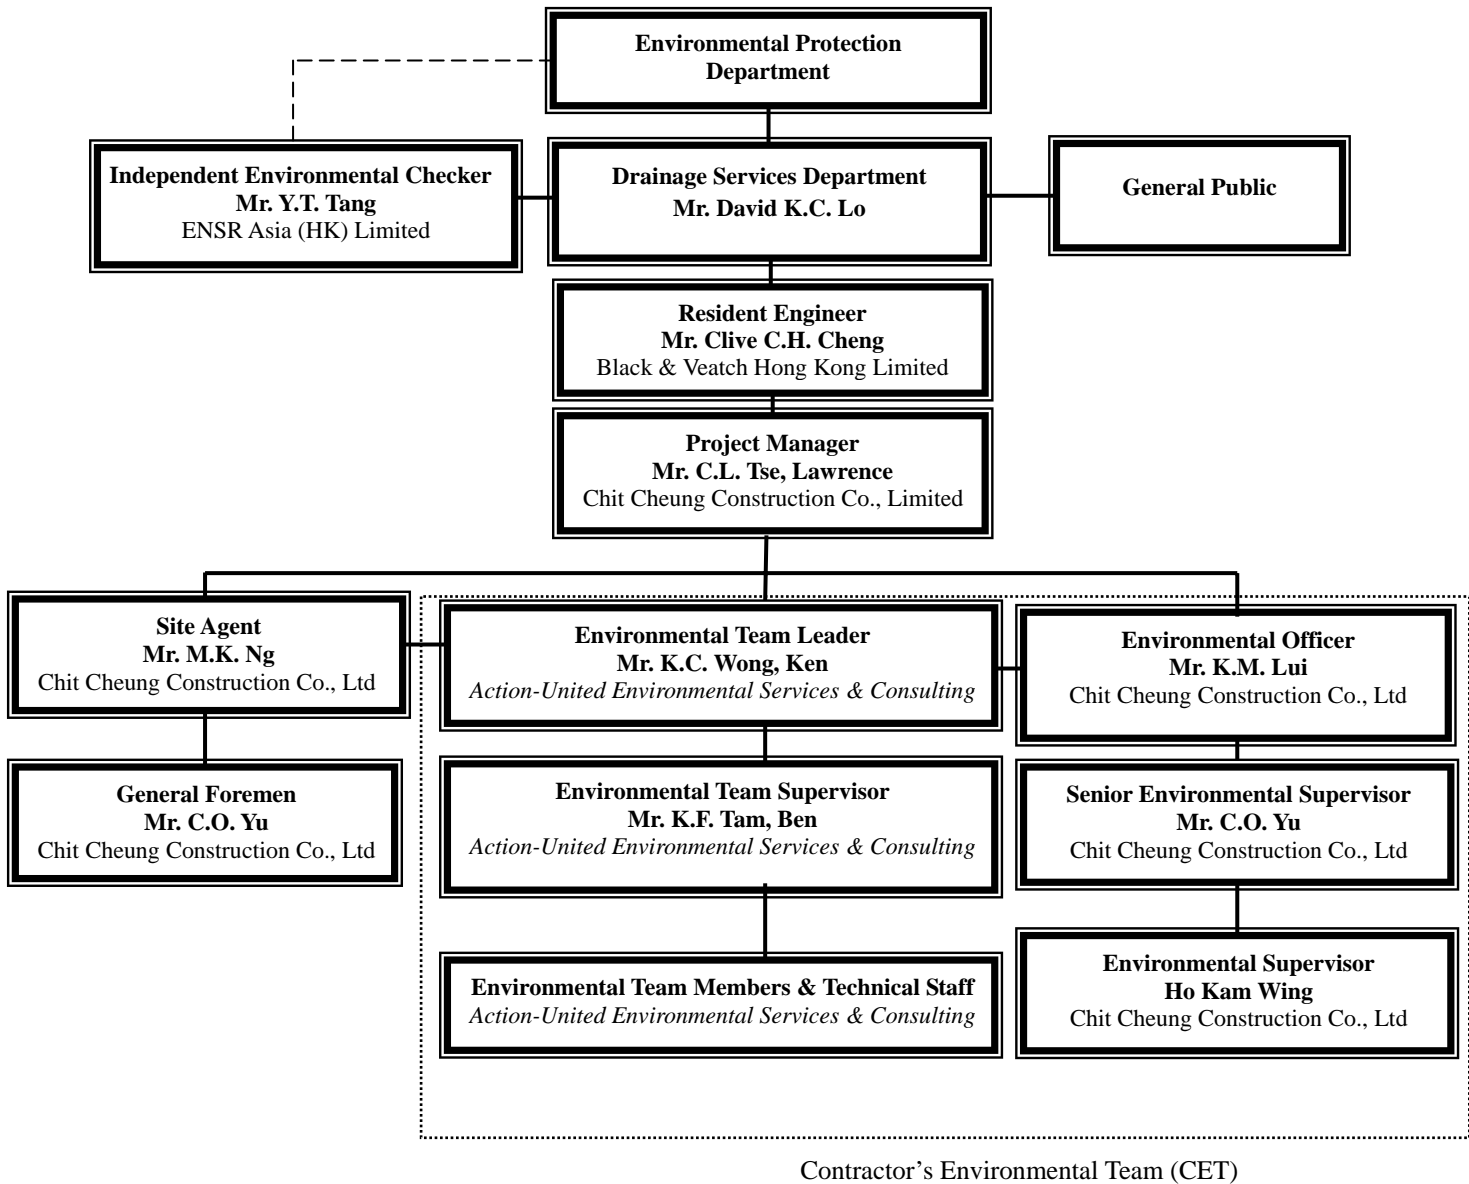 Environmental Protection
Department
Independent Environmental Checker
Mr. Y.T. Tang
ENSR Asia (HK) Limited
Drainage Services Department
Mr. David K.C. Lo
General Public
Resident Engineer
Mr. Clive C.H. Cheng
Black & Veatch Hong Kong Limited
Project Manager
Mr. C.L. Tse, Lawrence
Chit Cheung Construction Co., Limited
Site Agent
Mr. M.K. Ng
Chit Cheung Construction Co., Ltd
Environmental Team Leader
Mr. K.C. Wong, Ken
Action-United Environmental Services & Consulting
Environmental Officer
Mr. K.M. Lui
Chit Cheung Construction Co., Ltd
General Foremen
Mr. C.O. Yu
Chit Cheung Construction Co., Ltd
Environmental Team Supervisor
Mr. K.F. Tam, Ben
Action-United Environmental Services & Consulting
Senior Environmental Supervisor
Mr. C.O. Yu
Chit Cheung Construction Co., Ltd
Environmental Team Members & Technical Staff
Action-United Environmental Services & Consulting
Environmental Supervisor
Ho Kam Wing
Chit Cheung Construction Co., Ltd
Contractor’s Environmental Team (CET)